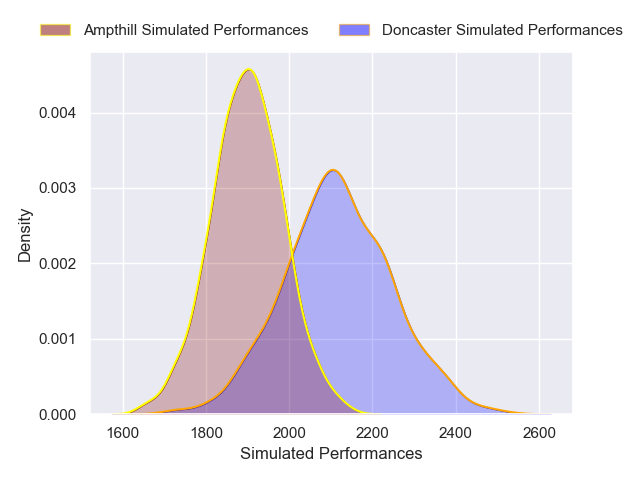 Ampthill Simulated Performances Doncaster Simulated Performances
0.004
0.003
0.002
0.001
0.000
Density
1600 1800 2000 2200 2400 2600
Simulated Performances